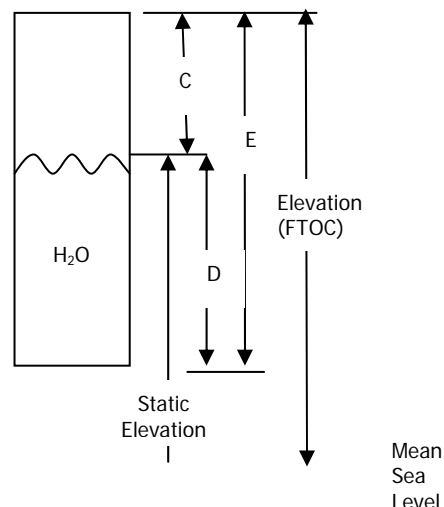 C
E
Elevation
(FTOC)
H₂O
D
Static
Elevation
Mean
Sea
Level